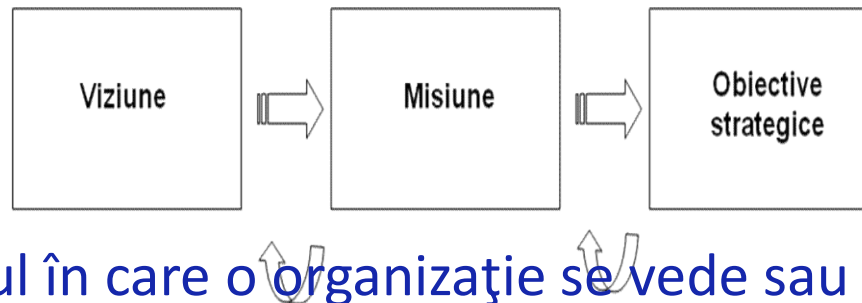 Viziune
Misiune
Obiective
strategice
ul în care o organizaţie se vede sau